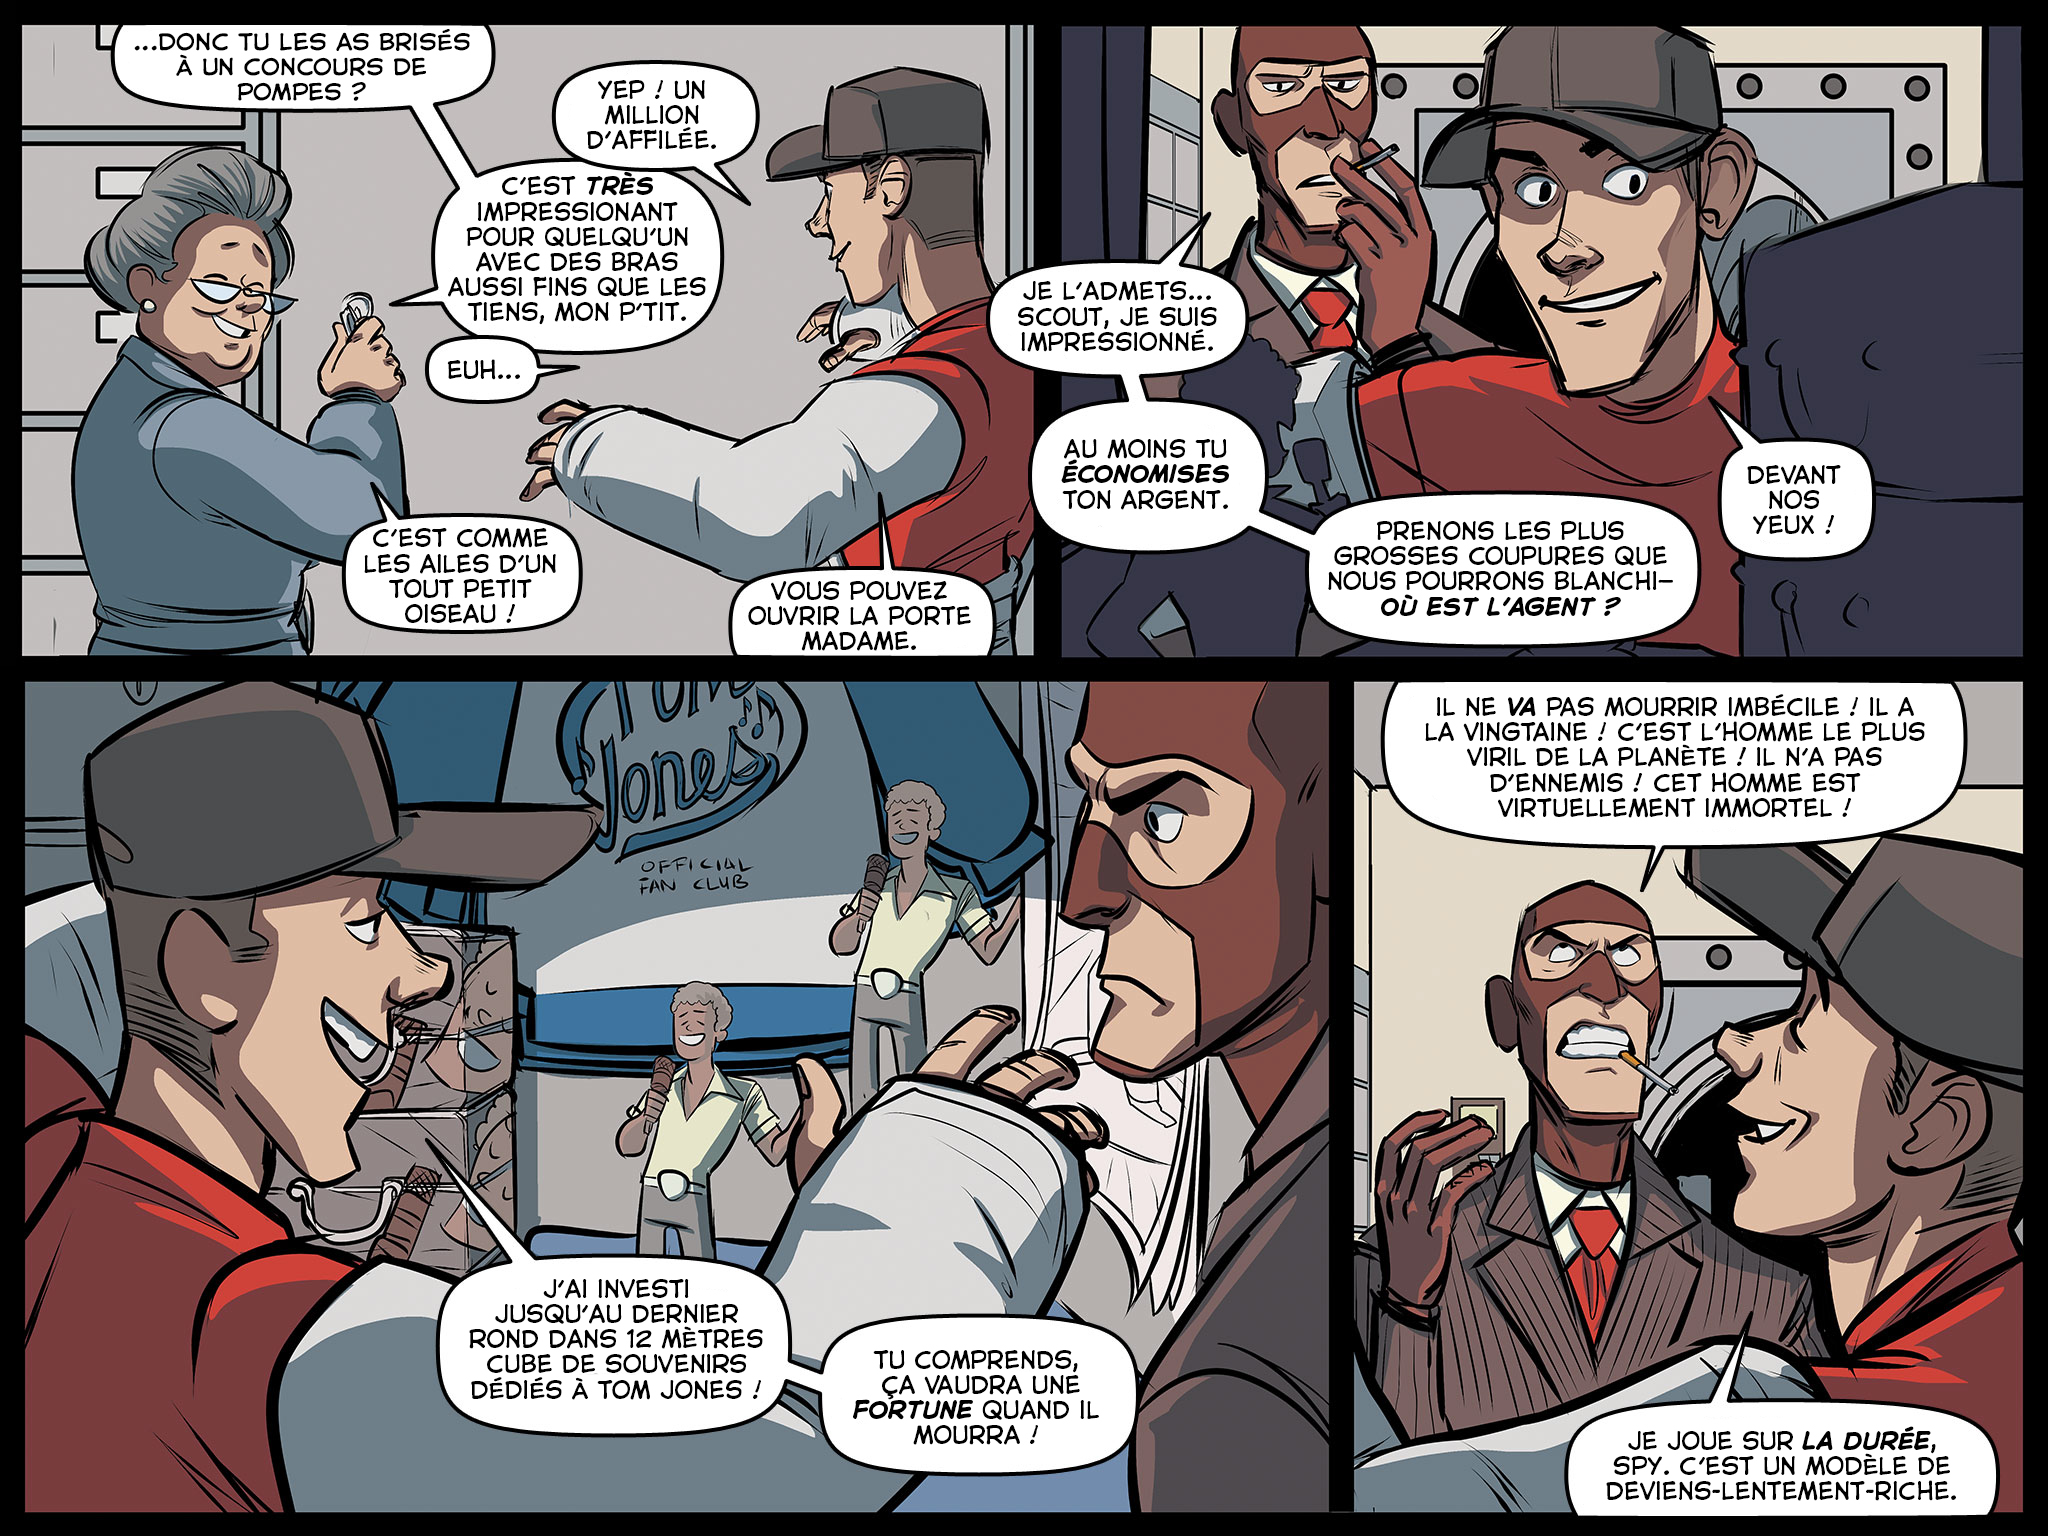 ...DONC TU LES AS BRISÉS
À UN CONCOURS DE
POMPES ?
YEP ! UN
MILLION
D'AFFILÉE.
C'EST TRÈS
IMPRESSIONANT
POUR QUELQU'UN
AVEC DES BRAS
AUSSI FINS QUE LES
TIENS, MON P'TIT.
EUH...
C'EST COMME
LES AILES D'UN
TOUT PETIT
OISEAU !
VOUS POUVEZ
OUVRIR LA PORTE
MADAME.
JE L'ADMETS...
SCOUT, JE SUIS
IMPRESSIONNÉ.
AU MOINS TU
ÉCONOMISES
TON ARGENT.
PRENONS LES PLUS
GROSSES COUPURES QUE
NOUS POURRONS BLANCHI–
OÙ EST L'AGENT ?
DEVANT
NOS
YEUX !
TOM
JONES
OFFICIAL
FAN CLUB
J'AI INVESTI
JUSQU'AU DERNIER
ROND DANS 12 MÈTRES
CUBE DE SOUVENIRS
DÉDIÉS À TOM JONES !
TU COMPRENDS,
ÇA VAUDRA UNE
FORTUNE QUAND IL
MOURRA !
IL NE VA PAS MOURRIR IMBÉCILE ! IL A
LA VINGTAINE ! C'EST L'HOMME LE PLUS
VIRIL DE LA PLANÈTE ! IL N'A PAS
D'ENNEMIS ! CET HOMME EST
VIRTUELLEMENT IMMORTEL !
JE JOUE SUR LA DURÉE,
SPY. C'EST UN MODÈLE DE
DEVIENS-LENTEMENT-RICHE.